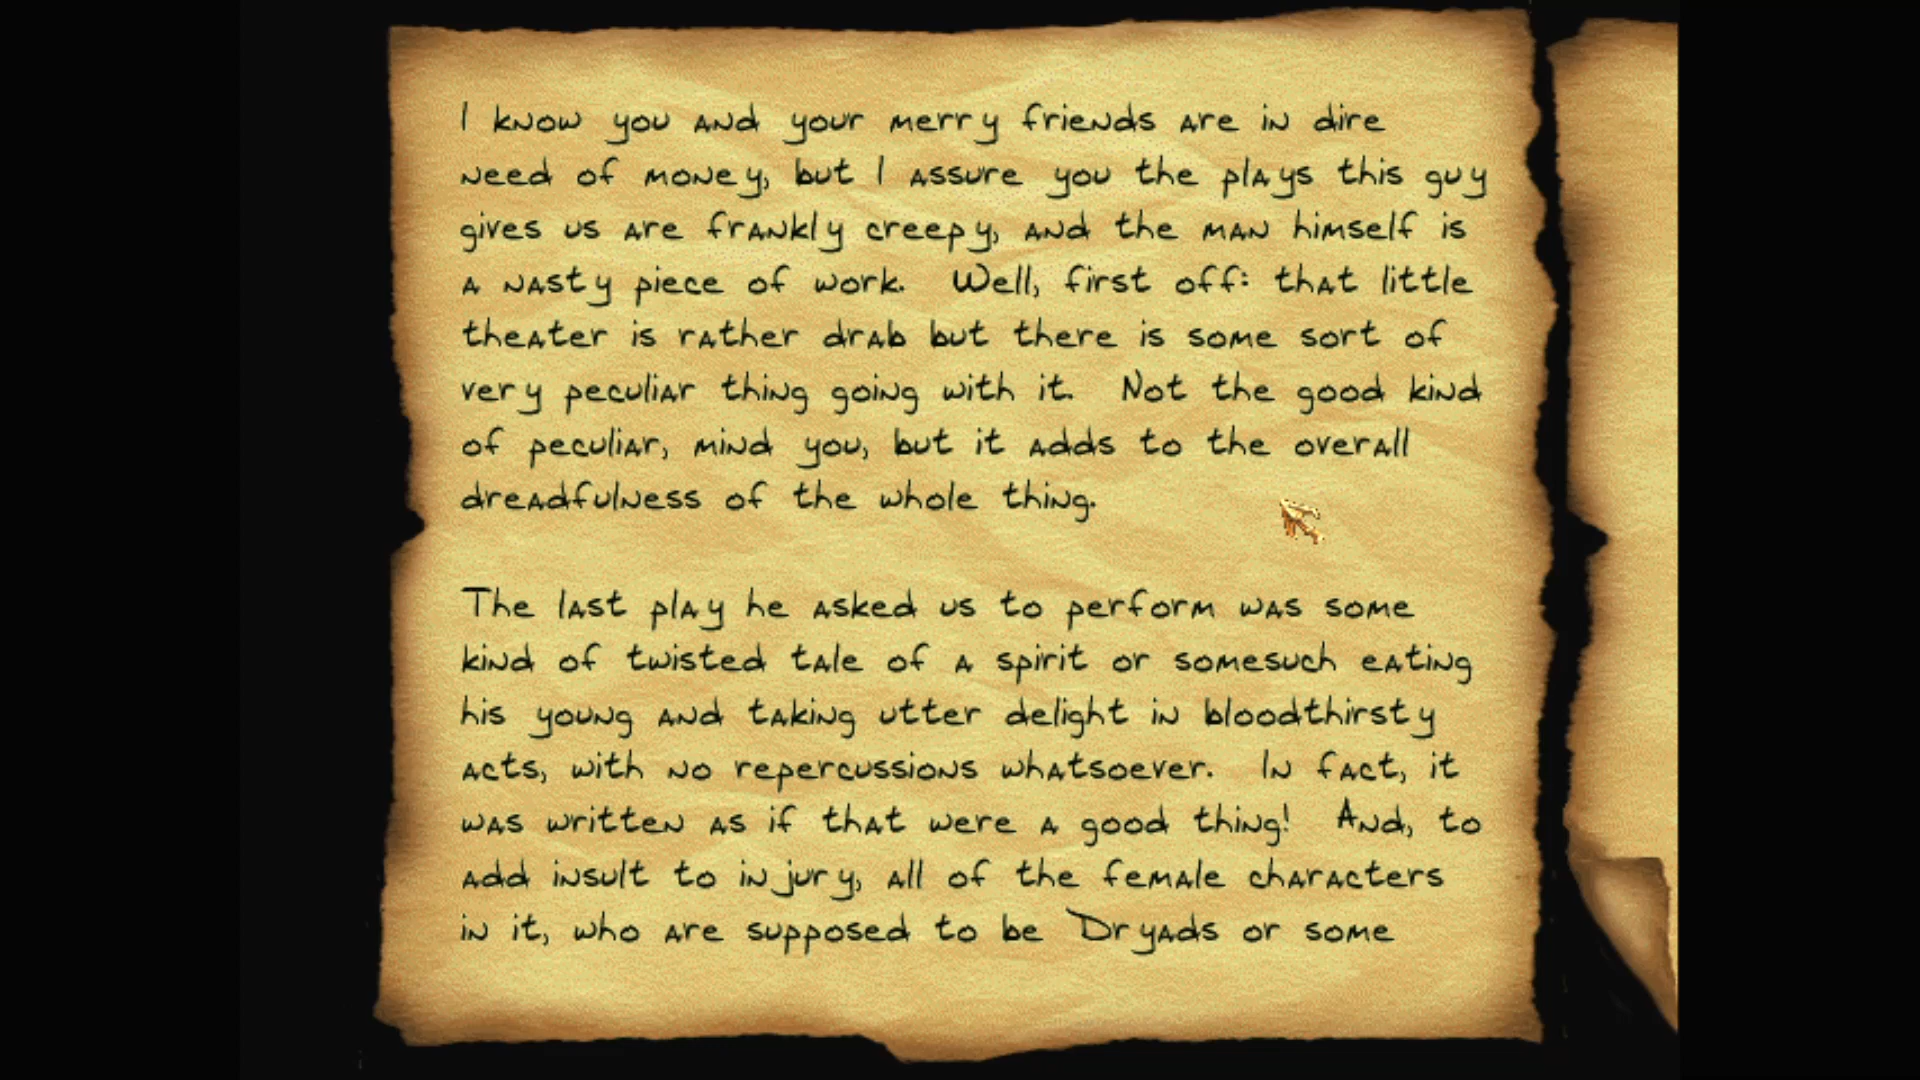 I know you and your merry friends are in dire
need of money, but I assure you the plays this guy
gives us are frankly creepy, and the man himself is
a nasty piece of work.  Well, first off: that little
theater is rather drab but there is some sort of
very peculiar thing going with it.  Not the good kind
of peculiar, mind you, but it adds to the overall
dreadfulness of the whole thing.

The last play he asked us to perform was some
kind of twisted tale of a spirit or somesuch eating
his young and taking utter delight in bloodthirsty
acts, with no repercussions whatsoever.  In fact, it
was written as if that were a good thing!  And, to
add insult to injury, all of the female characters
in it, who are supposed to be Dryads or some